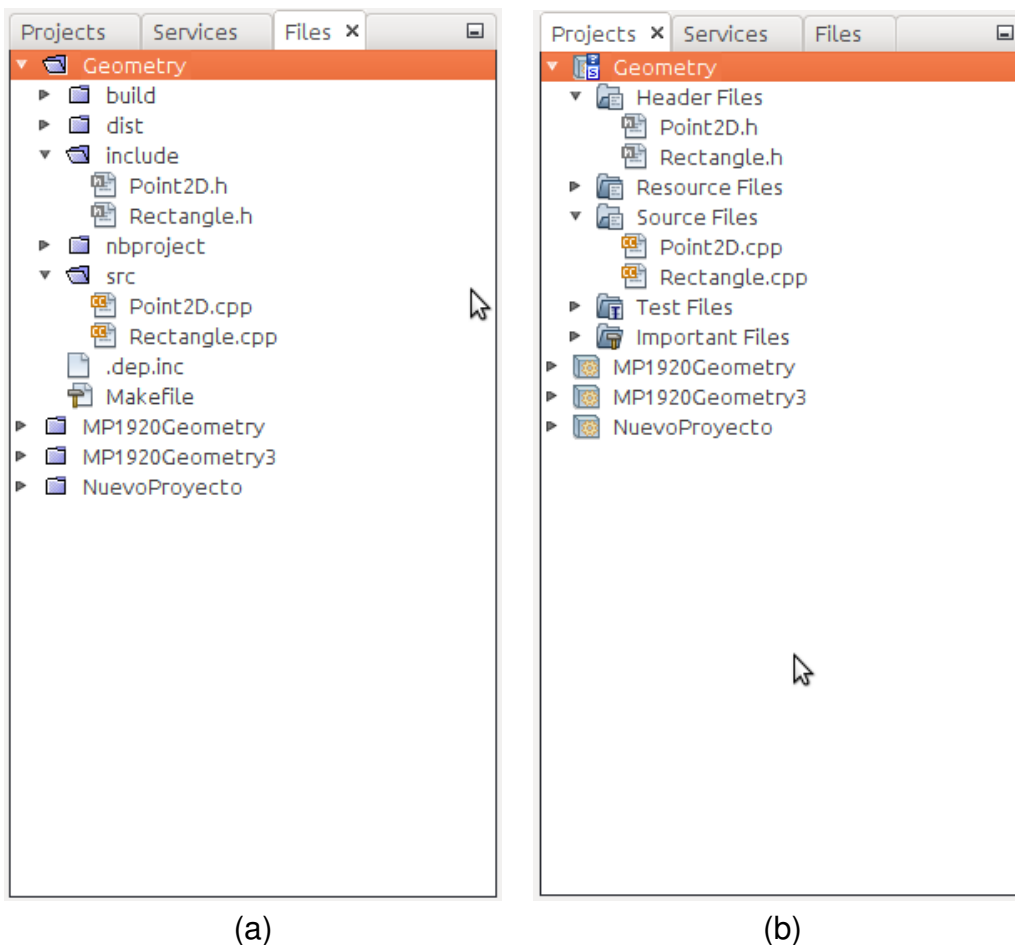 Projects Services Files
Geometry
build
dist
include
Point2D.h
Rectangle.h
nbproject
src
Point2D.cpp
Rectangle.cpp
.dep.inc
Makefile
MP1920Geometry
MP1920Geometry3
NuevoProyecto
(a)
Projects Services Files
Geometry
Header Files
Point2D.h
Rectangle.h
Resource Files
Source Files
Point2D.cpp
Rectangle.cpp
Test Files
Important Files
MP1920Geometry
MP1920Geometry3
NuevoProyecto
(b)